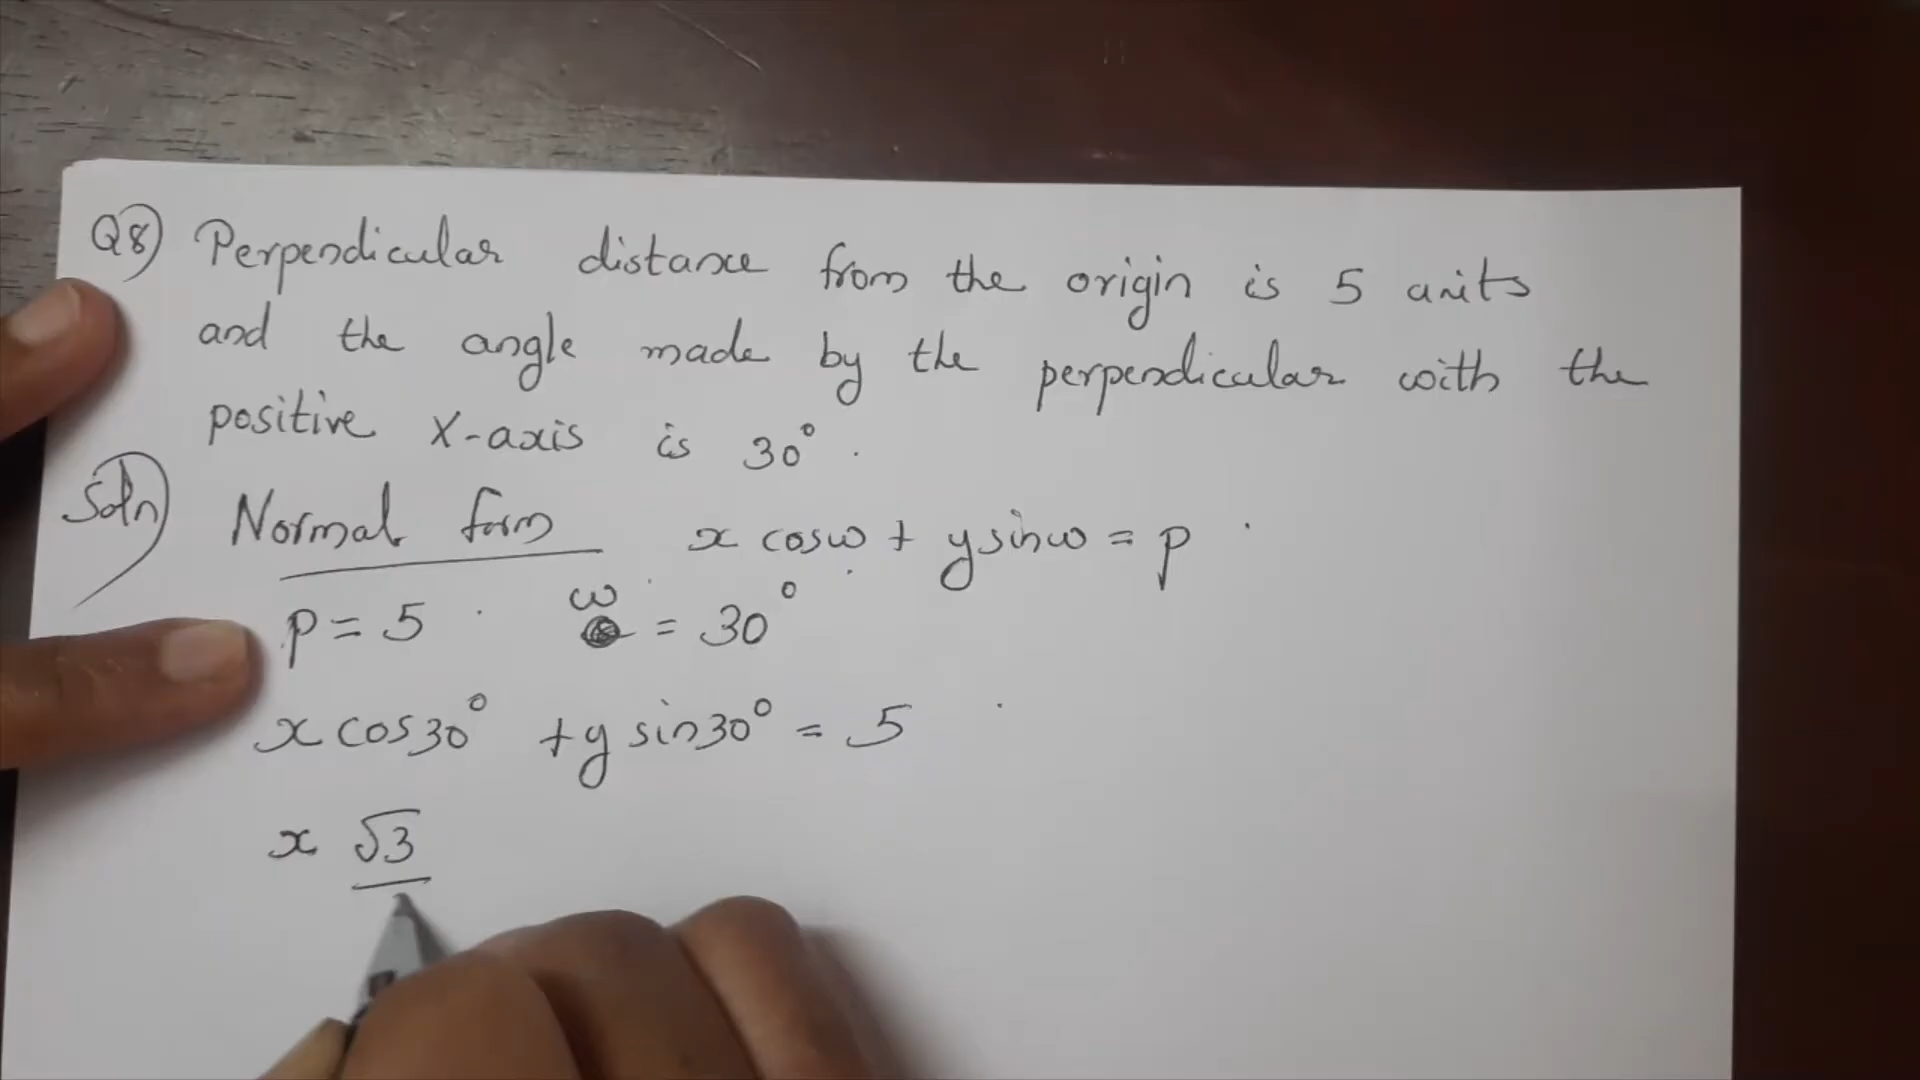 Q8) Perpendicular distance from the origin is 5 units
and the angle made by the perpendicular with the
positive X-axis is 30°.
Soln) Normal form x cosω + y sinω = p
p = 5 ω = 30°
x cos30° + y sin30° = 5
x √3